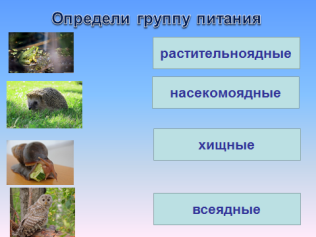 Определи группу питания
растительноядные
насекомоядные
хищные
всеядные